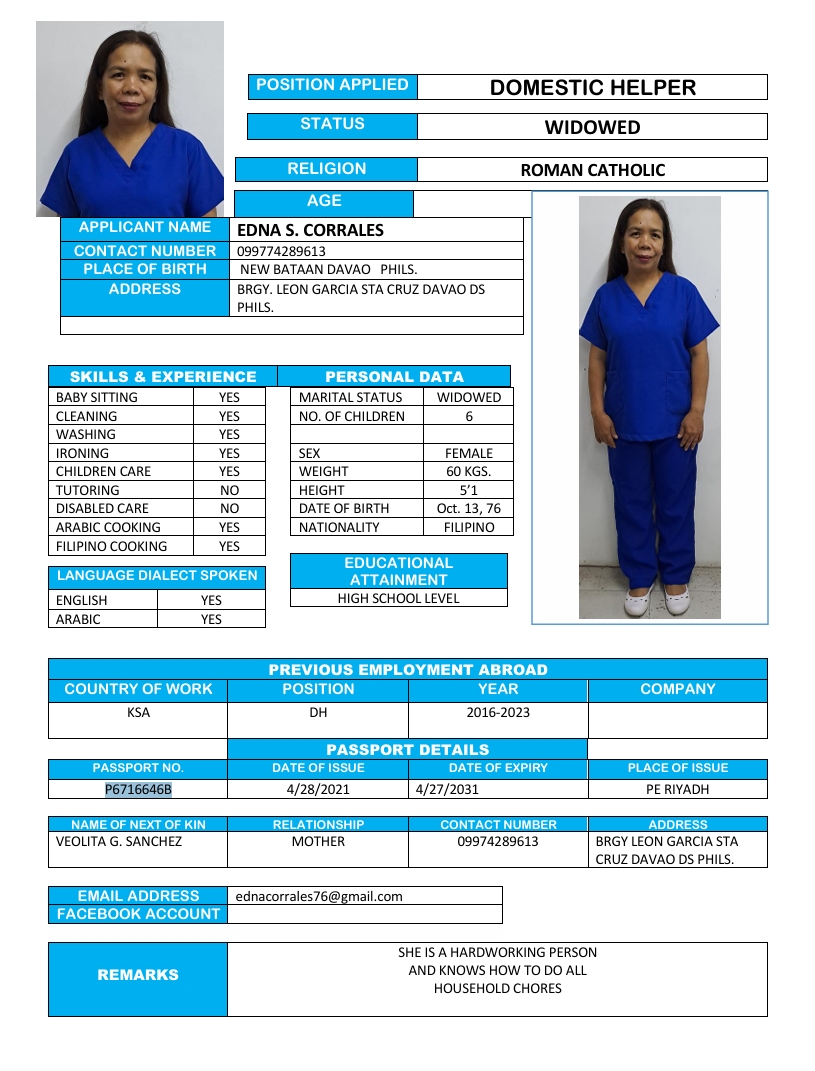 POSITION APPLIED DOMESTIC HELPER
STATUS WIDOWED
RELIGION ROMAN CATHOLIC
AGE
APPLICANT NAME EDNA S. CORRALES
CONTACT NUMBER 099774289613
PLACE OF BIRTH NEW BATAAN DAVAO PHILS.
ADDRESS BRGY. LEON GARCIA STA CRUZ DAVAO DS
PHILS.
SKILLS & EXPERIENCE
BABY SITTING YES
CLEANING YES
WASHING YES
IRONING YES
CHILDREN CARE YES
TUTORING NO
DISABLED CARE NO
ARABIC COOKING YES
FILIPINO COOKING YES
LANGUAGE DIALECT SPOKEN
ENGLISH YES
ARABIC YES
PERSONAL DATA
MARITAL STATUS WIDOWED
NO. OF CHILDREN 6
SEX FEMALE
WEIGHT 60 KGS.
HEIGHT 5'1
DATE OF BIRTH Oct. 13, 76
NATIONALITY FILIPINO
EDUCATIONAL
ATTAINMENT
HIGH SCHOOL LEVEL
PREVIOUS EMPLOYMENT ABROAD
COUNTRY OF WORK POSITION YEAR COMPANY
KSA DH 2016-2023
PASSPORT DETAILS
PASSPORT NO. DATE OF ISSUE DATE OF EXPIRY PLACE OF ISSUE
P6716646B 4/28/2021 4/27/2031 PE RIYADH
NAME OF NEXT OF KIN RELATIONSHIP CONTACT NUMBER ADDRESS
VEOLITA G. SANCHEZ MOTHER 09974289613 BRGY LEON GARCIA STA
CRUZ DAVAO DS PHILS.
EMAIL ADDRESS ednacorrales76@gmail.com
FACEBOOK ACCOUNT
REMARKS
SHE IS A HARDWORKING PERSON
AND KNOWS HOW TO DO ALL
HOUSEHOLD CHORES